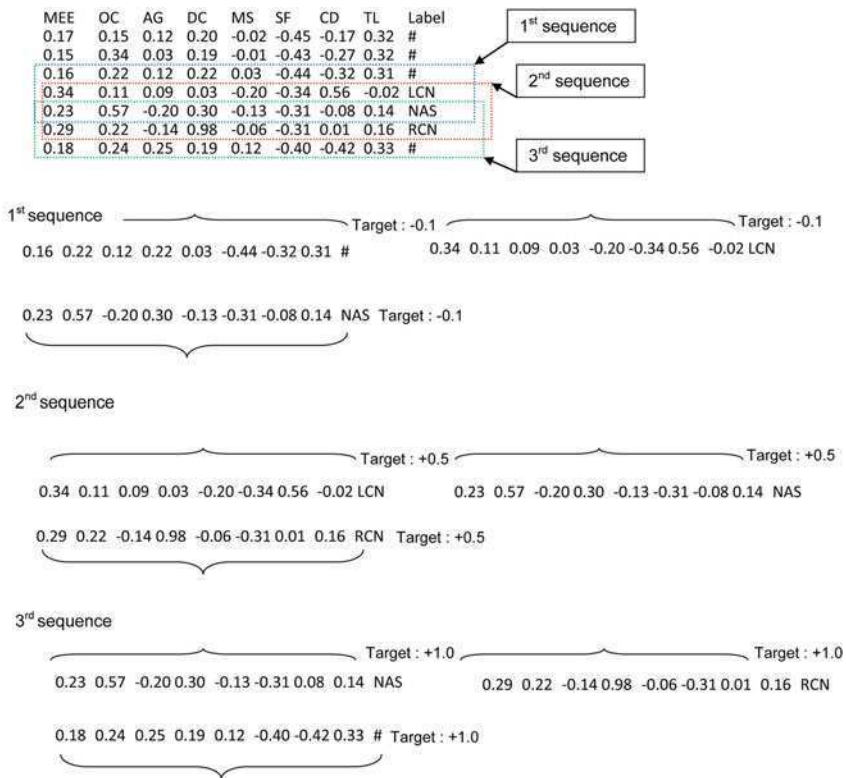 MEE OC AG DC MS SF CD TL Label
0.17 0.15 0.12 0.20 -0.02 -0.45 -0.17 0.32 #
0.15 0.34 0.03 0.19 -0.01 -0.43 -0.27 0.32 #
0.16 0.22 0.12 0.22 0.03 -0.44 -0.32 0.31 #
0.34 0.11 0.09 0.03 -0.20 -0.34 0.56 -0.02 LCN
0.23 0.57 -0.20 0.30 -0.13 -0.31 -0.08 0.14 NAS
0.29 0.22 -0.14 0.98 -0.06 -0.31 0.01 0.16 RCN
0.18 0.24 0.25 0.19 0.12 -0.40 -0.42 0.33 #
1st sequence
2nd sequence
3rd sequence
1st sequence
Target : -0.1
Target : -0.1
0.16 0.22 0.12 0.22 0.03 -0.44 -0.32 0.31 #
0.34 0.11 0.09 0.03 -0.20 -0.34 0.56 -0.02 LCN
0.23 0.57 -0.20 0.30 -0.13 -0.31 -0.08 0.14 NAS Target : -0.1
2nd sequence
Target : +0.5
Target : +0.5
0.34 0.11 0.09 0.03 -0.20 -0.34 0.56 -0.02 LCN
0.23 0.57 -0.20 0.30 -0.13 -0.31 -0.08 0.14 NAS
0.29 0.22 -0.14 0.98 -0.06 -0.31 0.01 0.16 RCN Target : +0.5
3rd sequence
Target : +1.0
Target : +1.0
0.23 0.57 -0.20 0.30 -0.13 -0.31 0.08 0.14 NAS
0.29 0.22 -0.14 0.98 -0.06 -0.31 0.01 0.16 RCN
0.18 0.24 0.25 0.19 0.12 -0.40 -0.42 0.33 # Target : +1.0